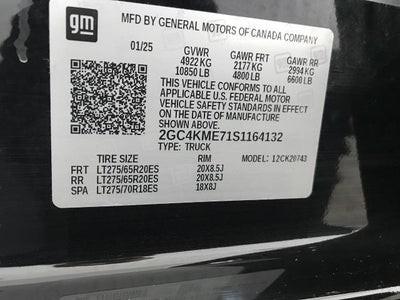 gm
MFD BY GENERAL MOTORS OF CANADA COMPANY
01/25 GVWR GAWR FRT GAWR RR
4922 KG 2177 KG 2994 KG
10850 LB 4800 LB 6600 LB
THIS VEHICLE CONFORMS TO ALL
APPLICABLE U.S. FEDERAL MOTOR
VEHICLE SAFETY STANDARDS IN EFFECT
ON THE DATE OF MANUFACTURE
SHOWN ABOVE.
2GC4KME71S1164132
TYPE: TRUCK
TIRE SIZE RIM 12CK20743
FRT LT275/65R20ES 20X8.5J
RR LT275/65R20ES 20X8.5J
SPA LT275/70R18ES 18X8J